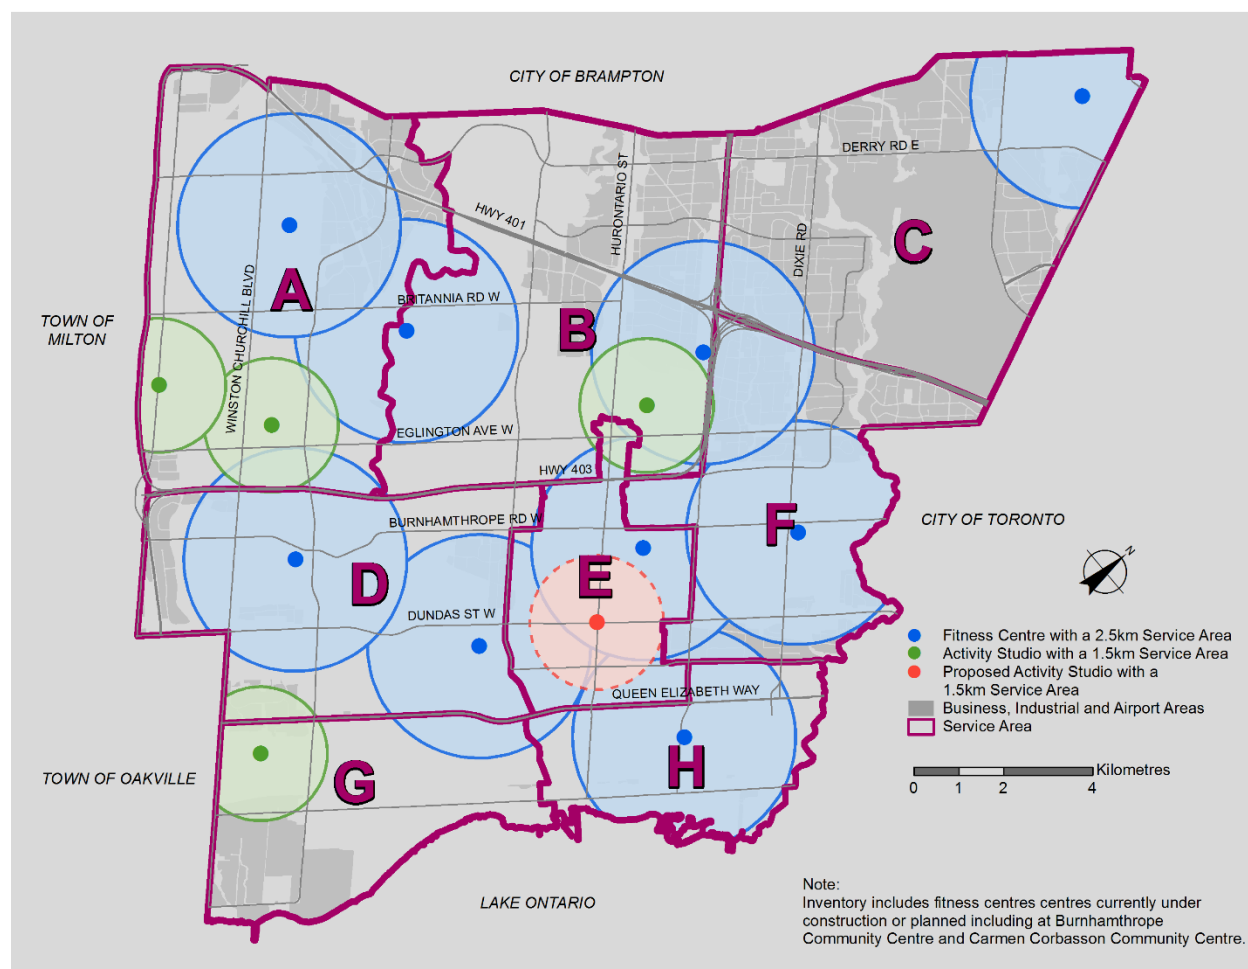 CITY OF BRAMPTON
N
DERRY RD E
HURONTARIO ST
HWY 401
DIXIE RD
C
A
WINSTON CHURCHILL BLVD
BRITANNIA RD W
B
TOWN OF
MILTON
EGLINTON AVE W
HWY 403
BURNHAMTHROPE RD W
F
CITY OF TORONTO
E
D
DUNDAS ST W
Fitness Centre with a 2.5km Service Area
Activity Studio with a 1.5km Service Area
Proposed Activity Studio with a
1.5km Service Area
Business, Industrial and Airport Areas
Service Area
QUEEN ELIZABETH WAY
H
G
TOWN OF OAKVILLE
Kilometres
0 1 2 4
LAKE ONTARIO
Note:
Inventory includes fitness centres centres currently under
construction or planned including at Burnhamthrope
Community Centre and Carmen Corbasson Community Centre.